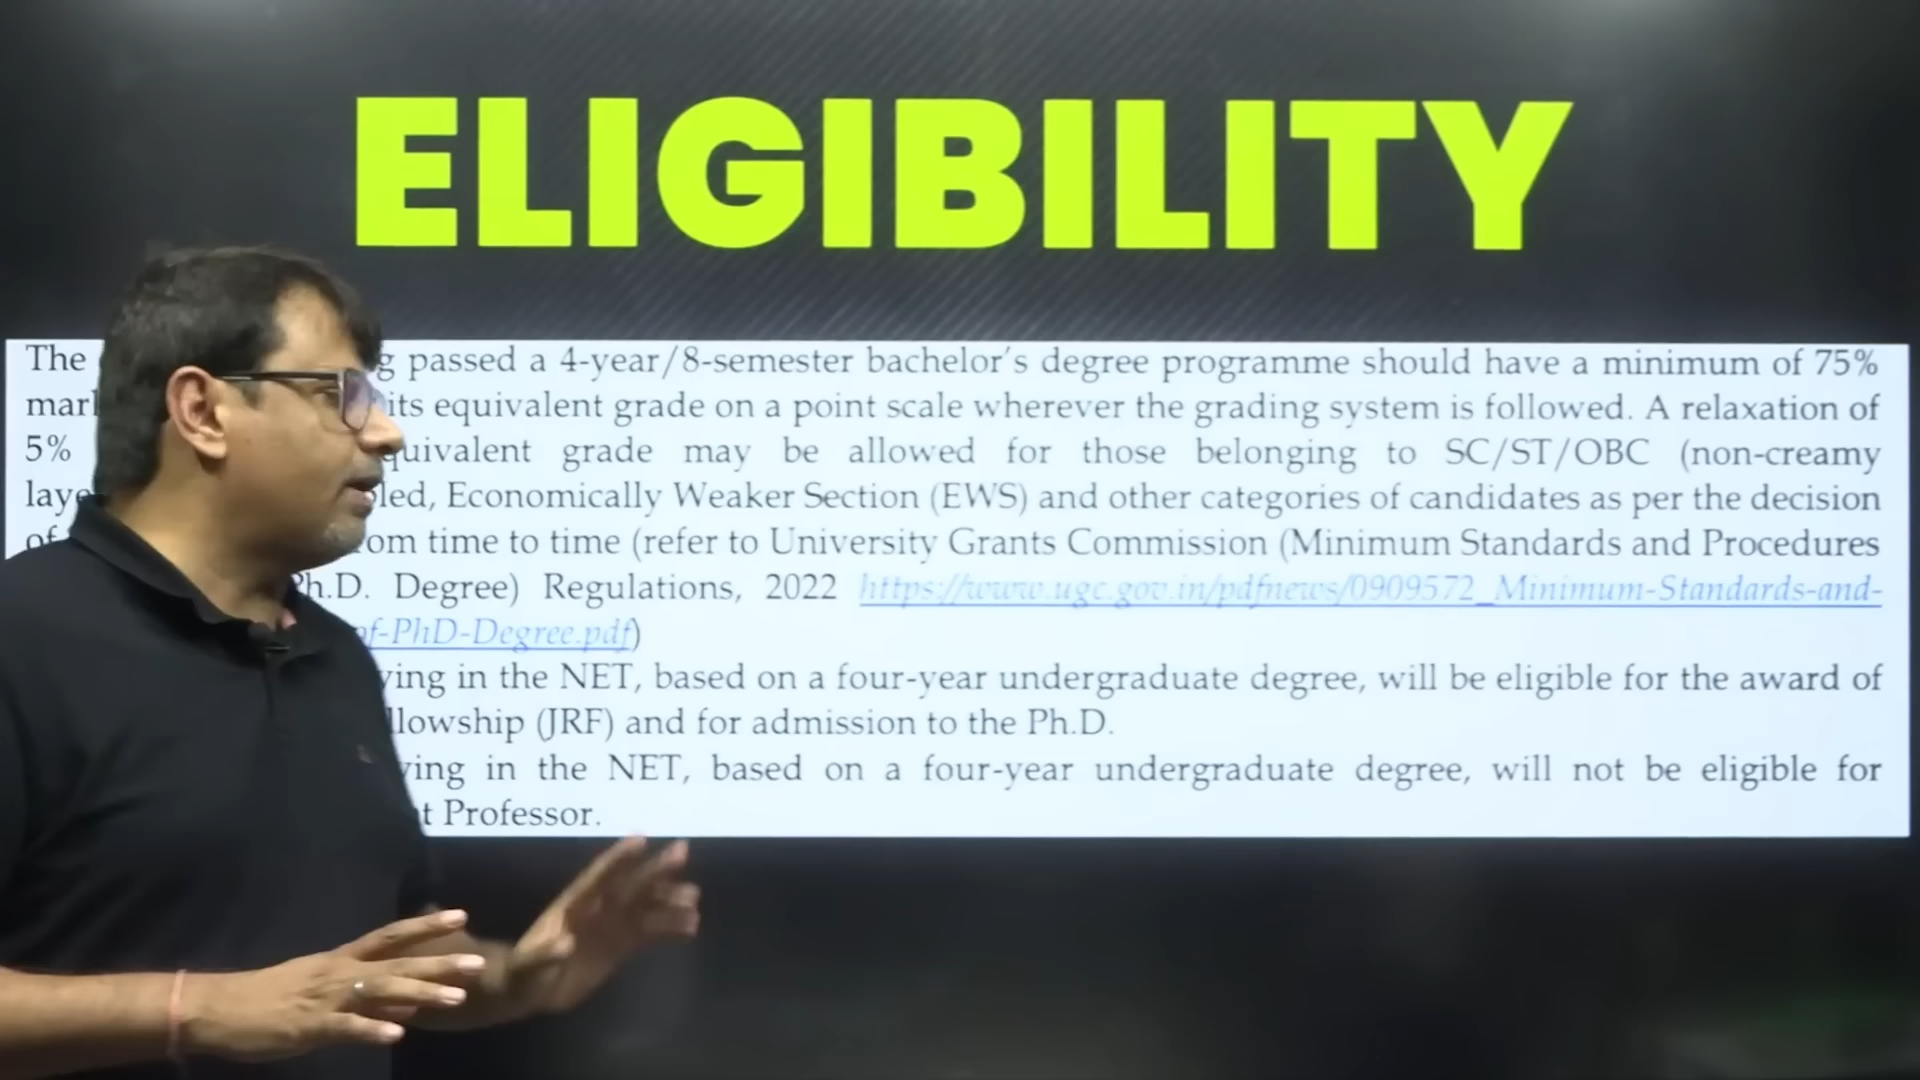 ELIGIBILITY
The passed a 4-year/8-semester bachelor's degree programme should have a minimum of 75%
its equivalent grade on a point scale wherever the grading system is followed. A relaxation of
5% grade may be allowed for those belonging to SC/ST/OBC (non-creamy
Economically Weaker Section (EWS) and other categories of candidates as per the decision
of time to time (refer to University Grants Commission (Minimum Standards and Procedures
Ph.D. Degree) Regulations, 2022 https://www.ugc.gov.in/pdfnews/0909572_Minimum-Standards-and-
of-PhD-Degree.pdf)
in the NET, based on a four-year undergraduate degree, will be eligible for the award of
(JRF) and for admission to the Ph.D.
in the NET, based on a four-year undergraduate degree, will not be eligible for
Professor.